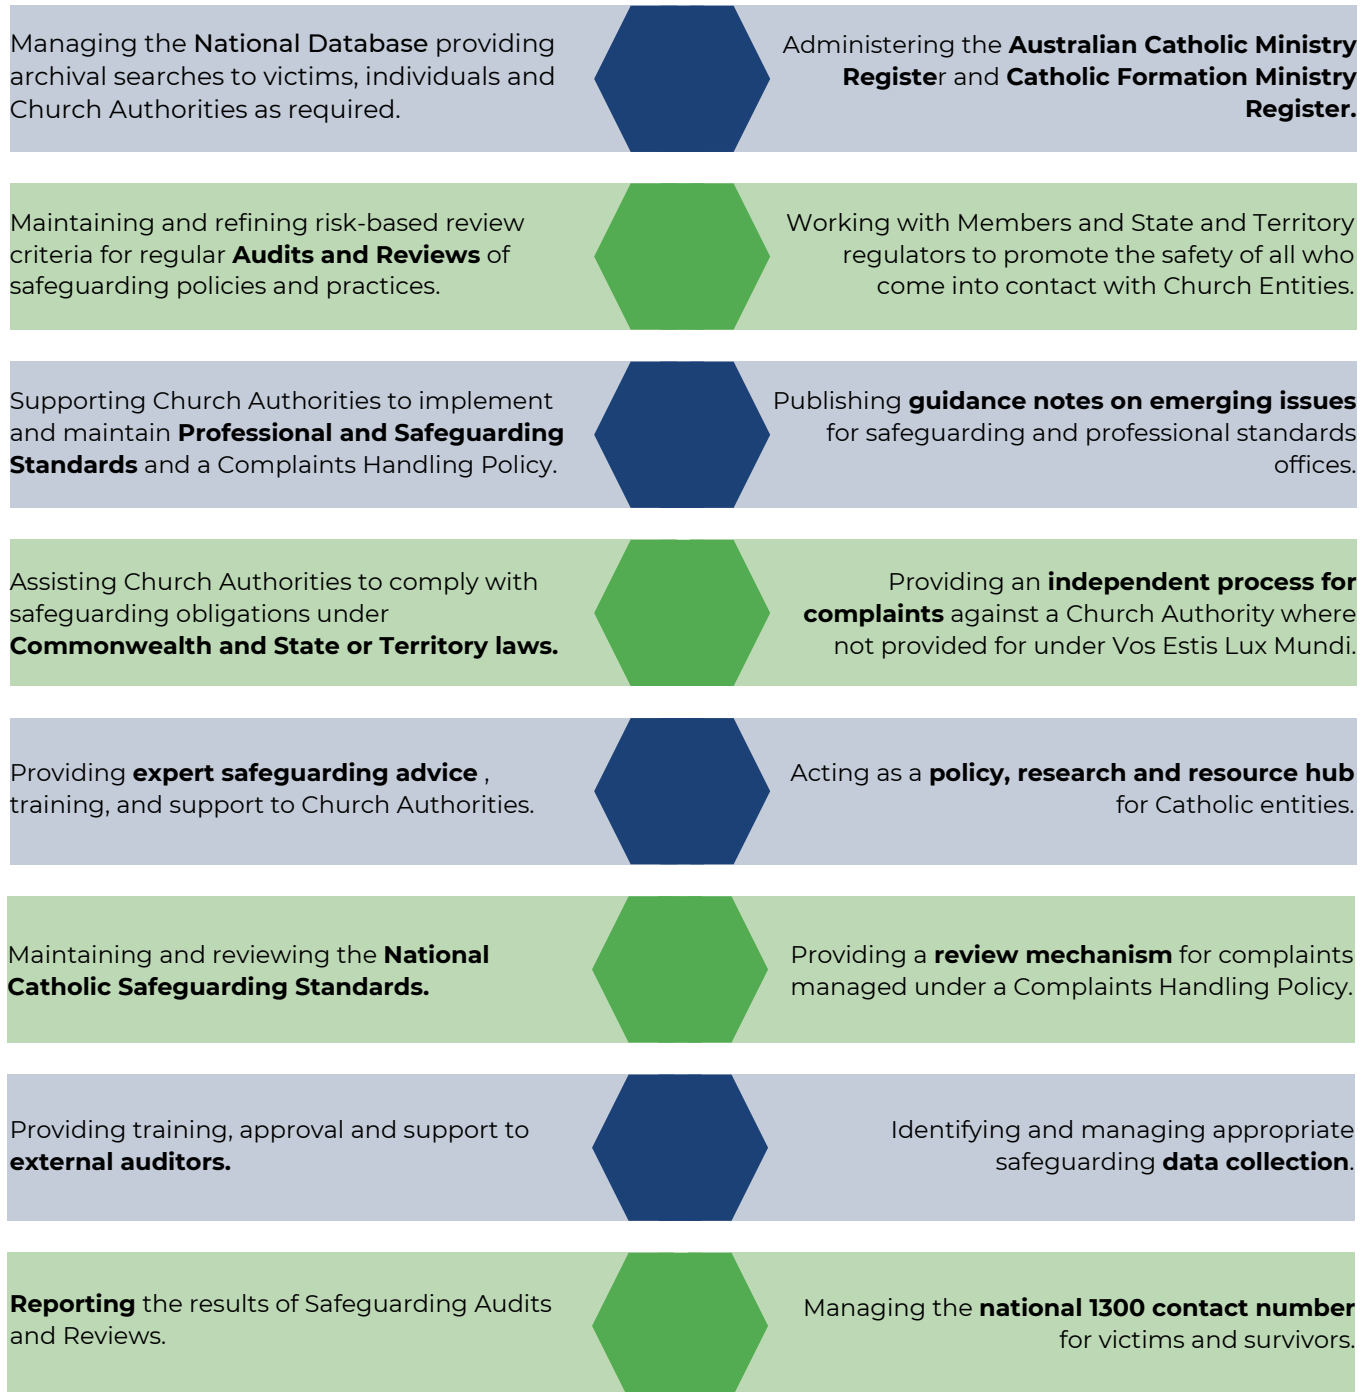 Managing the National Database providing
archival searches to victims, individuals and
Church Authorities as required.
Administering the Australian Catholic Ministry
Register and Catholic Formation Ministry
Register.
Maintaining and refining risk-based review
criteria for regular Audits and Reviews of
safeguarding policies and practices.
Working with Members and State and Territory
regulators to promote the safety of all who
come into contact with Church Entities.
Supporting Church Authorities to implement
and maintain Professional and Safeguarding
Standards and a Complaints Handling Policy.
Publishing guidance notes on emerging issues
for safeguarding and professional standards
offices.
Assisting Church Authorities to comply with
safeguarding obligations under
Commonwealth and State or Territory laws.
Providing an independent process for
complaints against a Church Authority where
not provided for under Vos Estis Lux Mundi.
Providing expert safeguarding advice ,
training, and support to Church Authorities.
Acting as a policy, research and resource hub
for Catholic entities.
Maintaining and reviewing the National
Catholic Safeguarding Standards.
Providing a review mechanism for complaints
managed under a Complaints Handling Policy.
Providing training, approval and support to
external auditors.
Identifying and managing appropriate
safeguarding data collection.
Reporting the results of Safeguarding Audits
and Reviews.
Managing the national 1300 contact number
for victims and survivors.